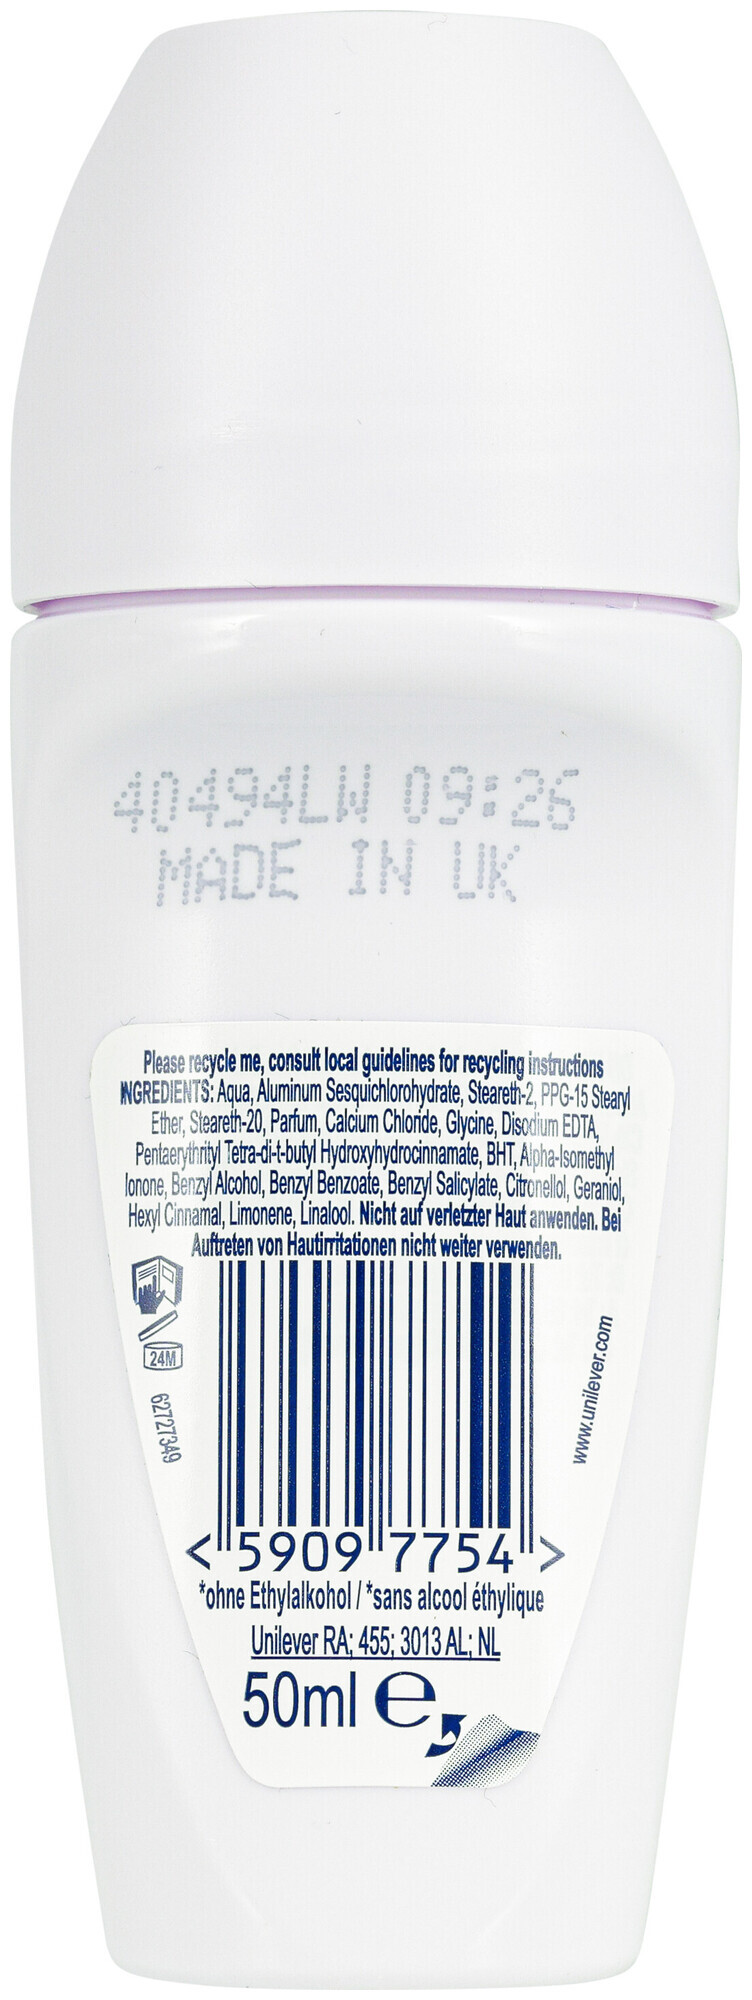 40494LW 09:26
MADE IN UK
Please recycle me, consult local guidelines for recycling instructions
INGREDIENTS: Aqua, Aluminum Sesquichlorohydrate, Steareth-2, PPG-15 Stearyl
Ether, Steareth-20, Parfum, Calcium Chloride, Glycine, Disodium EDTA,
Pentaerythrityl Tetra-di-t-butyl Hydroxyhydrocinnamate, BHT, Alpha-Isomethyl
Ionone, Benzyl Alcohol, Benzyl Benzoate, Benzyl Salicylate, Citronellol, Geraniol,
Hexyl Cinnamal, Limonene, Linalool. Nicht auf verletzter Haut anwenden. Bei
Auftreten von Hautirritationen nicht weiter verwenden.
24M
62727349
www.unilever.com
< 5909 7754 >
*ohne Ethylalkohol / *sans alcool éthylique
Unilever RA; 455; 3013 AL; NL
50ml e